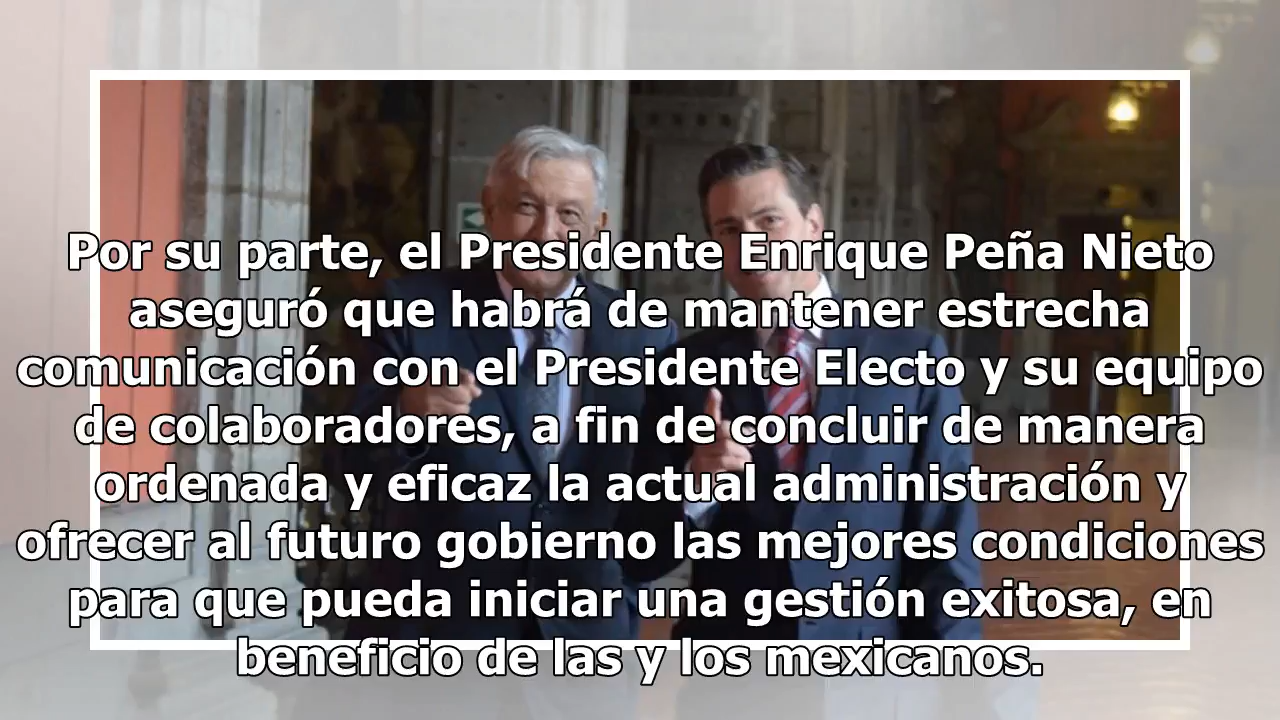 Por su parte, el Presidente Enrique Peña Nieto
aseguró que habrá de mantener estrecha
comunicación con el Presidente Electo y su equipo
de colaboradores, a fin de concluir de manera
ordenada y eficaz la actual administración y
ofrecer al futuro gobierno las mejores condiciones
para que pueda iniciar una gestión exitosa, en
beneficio de las y los mexicanos.